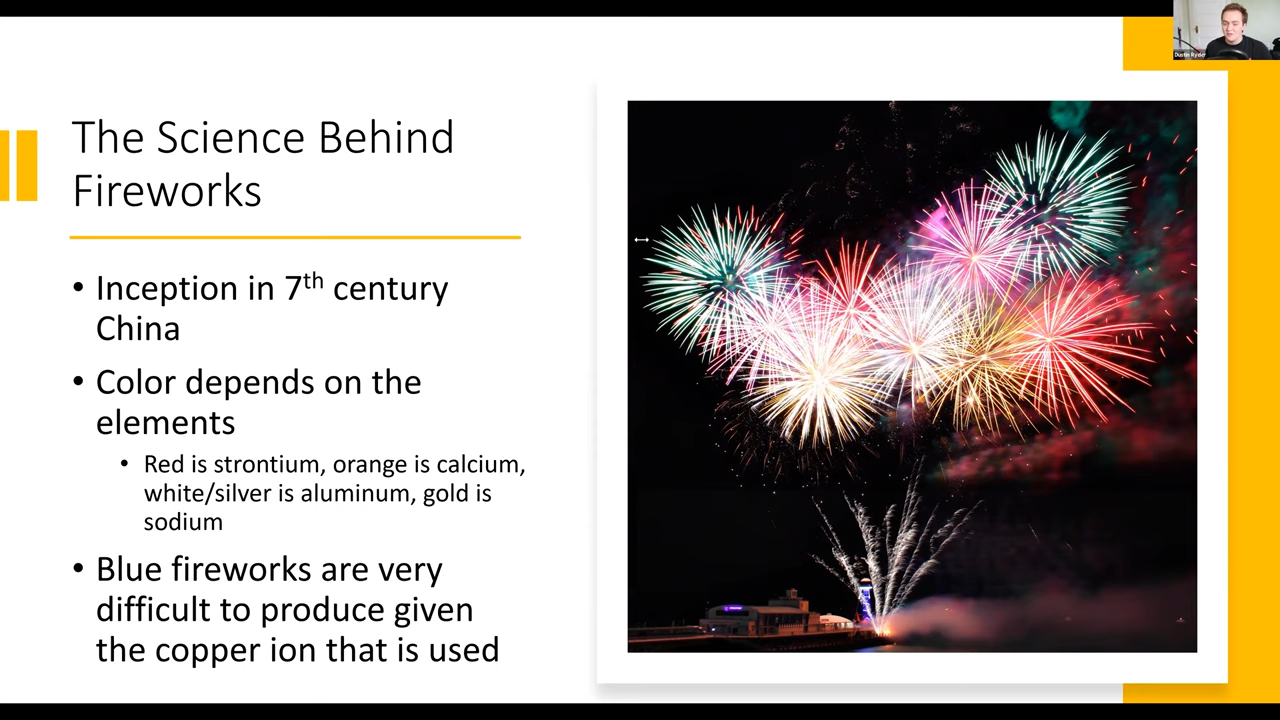 Dustin Ryder
The Science Behind
Fireworks
• Inception in 7th century
China
• Color depends on the
elements
• Red is strontium, orange is calcium,
white/silver is aluminum, gold is
sodium
• Blue fireworks are very
difficult to produce given
the copper ion that is used